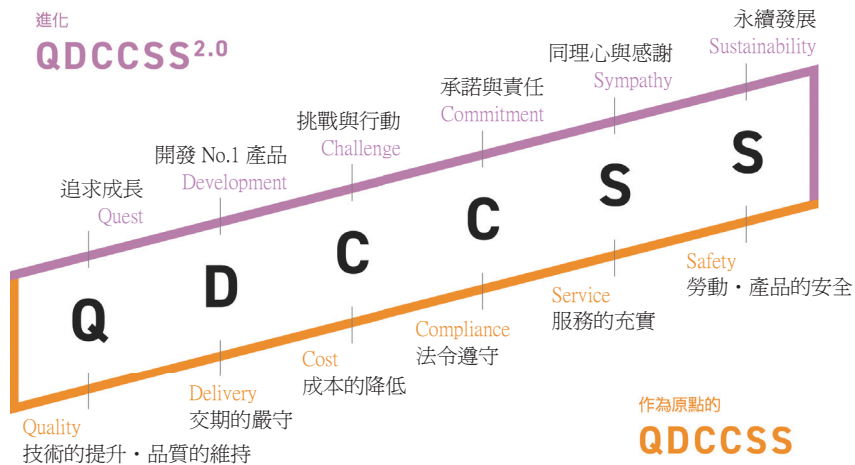 進化
QDCCSS2.0
永續發展
Sustainability
同理心與感謝
Sympathy
承諾與責任
Commitment
挑戰與行動
Challenge
開發 No.1 產品
Development
追求成長
Quest
Q D C C S S
Safety
勞動・產品的安全
Service
服務的充實
Compliance
法令遵守
Cost
成本的降低
Delivery
交期的嚴守
Quality
技術的提升・品質的維持
作為原點的
QDCCSS